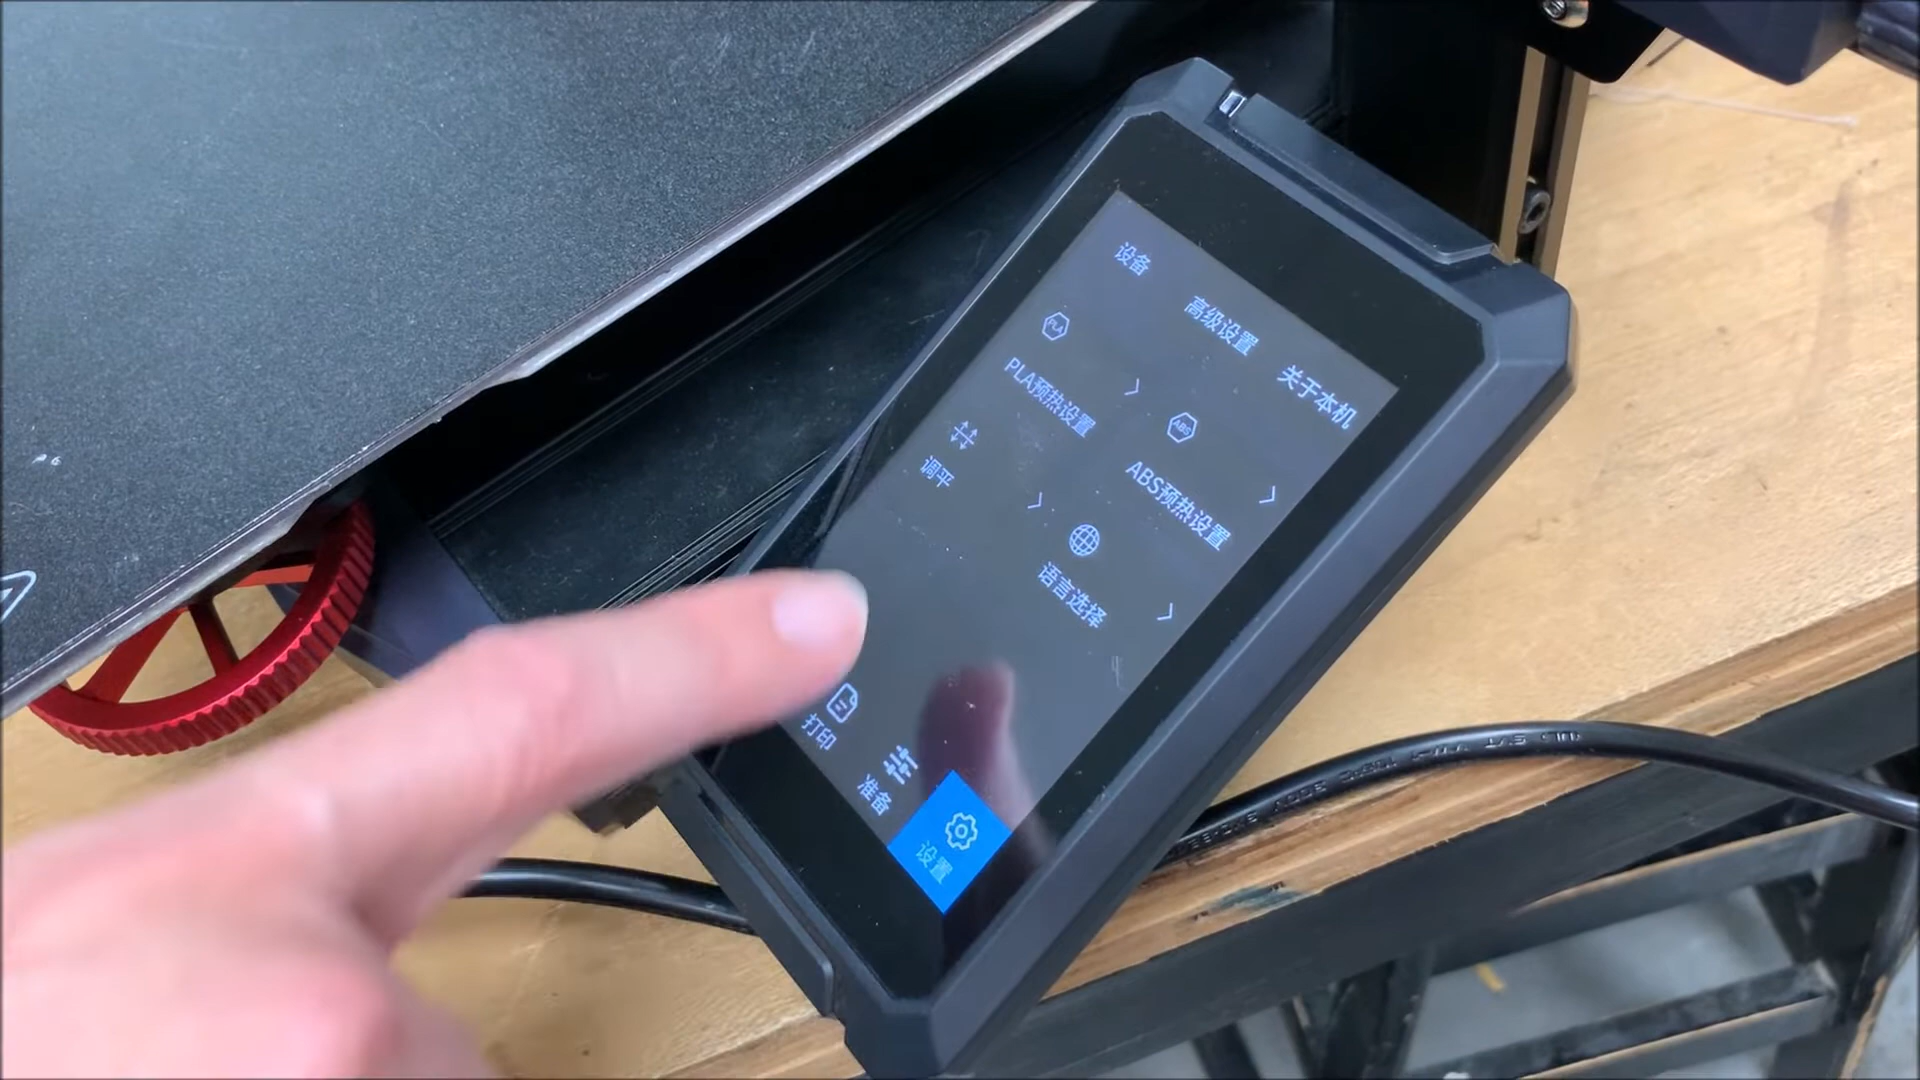 设备
高级设置
关于本机
PLA
PLA预热设置
ABS
ABS预热设置
调平
语言选择
打印
准备
设置